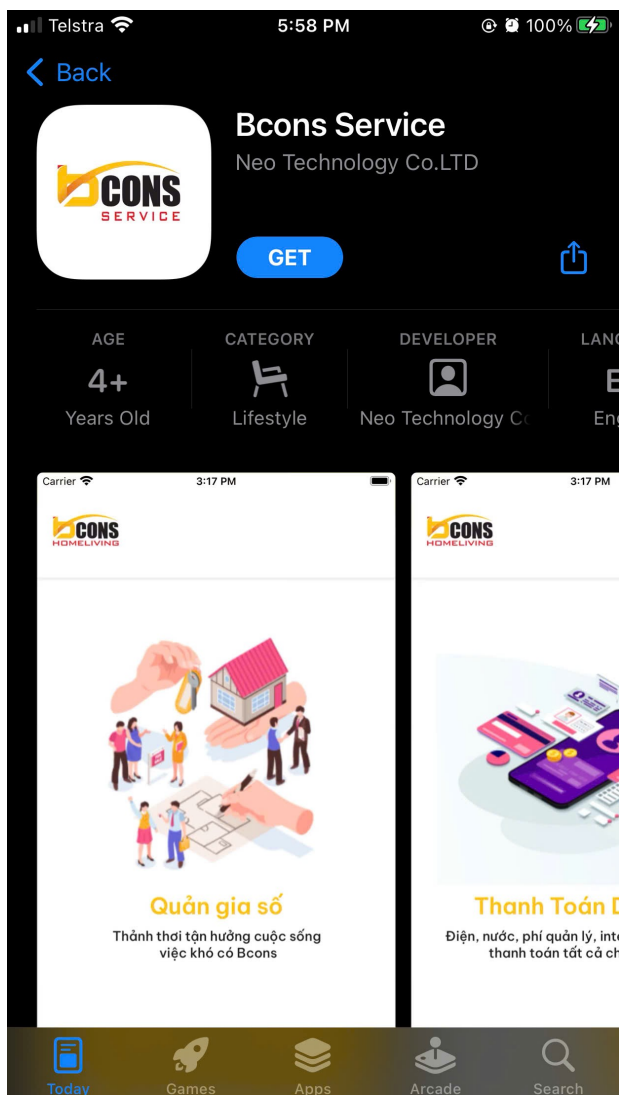 Telstra 5:58 PM 100%
Back
Bcons Service
Neo Technology Co.LTD
bCONS
SERVICE
GET
AGE CATEGORY DEVELOPER
4+
Years Old Lifestyle Neo Technology
Carrier 3:17 PM Carrier 3:17 PM
bCONS bCONS
HOMELIVING HOMELIVING
Quản gia số
Thanh Toán
Thảnh thơi tận hưởng cuộc sống
việc khó có Bcons
Điện, nước, phí quản lý,
thanh toán tất cả
Today Games Apps Arcade Search